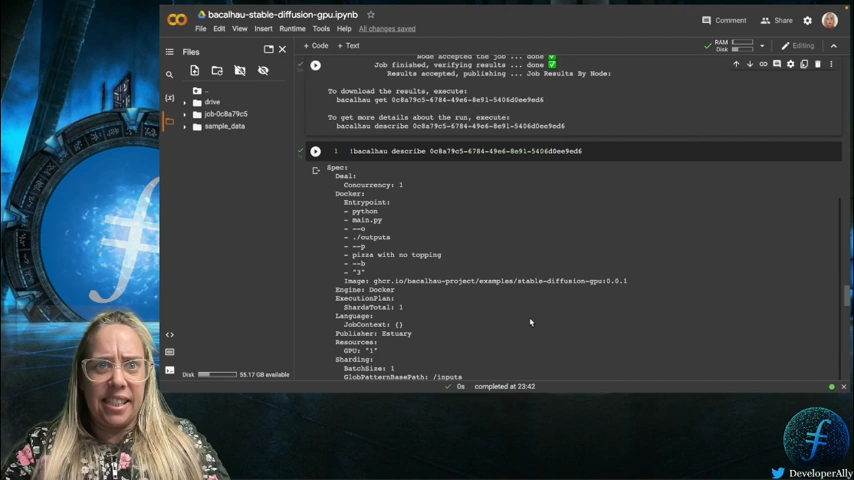 bacalhau-stable-diffusion-gpu.ipynb
File Edit View Insert Runtime Tools Help All changes saved
Comment Share
Files
+ Code + Text
RAM
Disk
Editing
..
drive
job-0c8a79c5
sample_data
Node accepted the job ... done
Job finished, verifying results ... done
Results accepted, publishing ... Job Results By Node:
To download the results, execute:
bacalhau get 0c8a79c5-6784-49e6-8e91-5406d0ee9ed6
To get more details about the run, execute:
bacalhau describe 0c8a79c5-6784-49e6-8e91-5406d0ee9ed6
1 !bacalhau describe 0c8a79c5-6784-49e6-8e91-5406d0ee9ed6
Spec:
Deal:
Concurrency: 1
Docker:
Entrypoint:
- python
- main.py
- --o
- ./outputs
- --p
- pizza with no topping
- --b
- "3"
Image: ghcr.io/bacalhau-project/examples/stable-diffusion-gpu:0.0.1
Engine: Docker
ExecutionPlan:
ShardsTotal: 1
Language:
JobContext: {}
Publisher: Estuary
Resources:
GPU: "1"
Sharding:
BatchSize: 1
GlobPatternBasePath: /inputs
Disk 55.17 GB available
0s completed at 23:42
DeveloperAlly